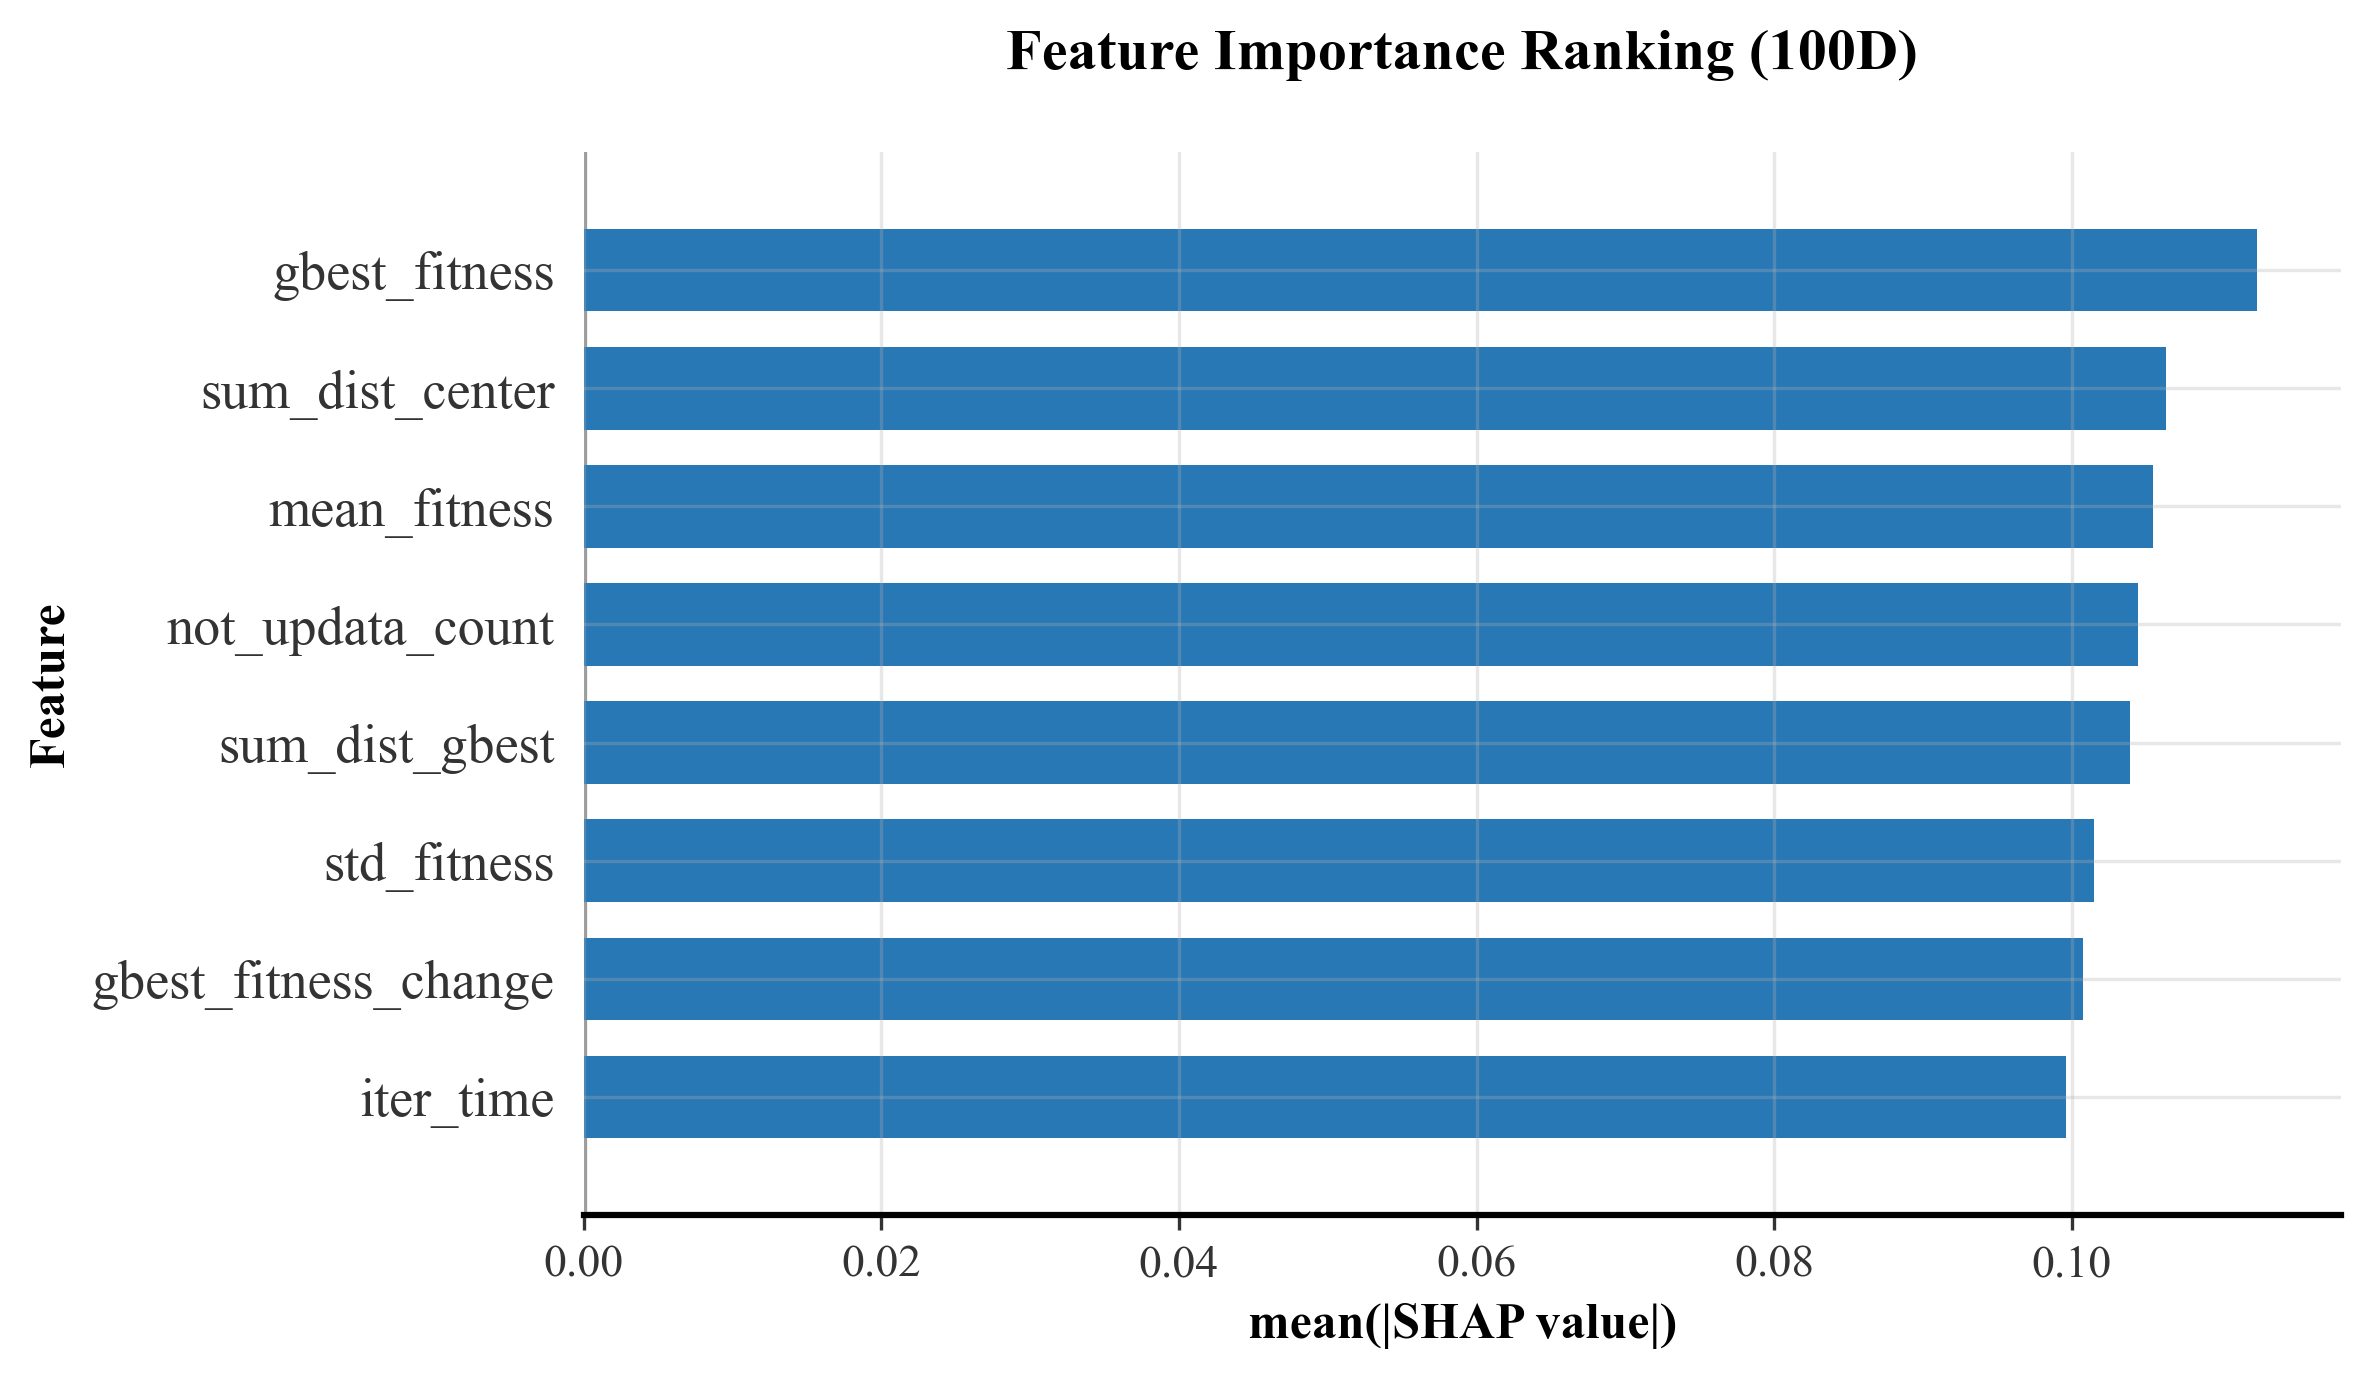 Feature Importance Ranking (100D)
Feature
gbest_fitness
sum_dist_center
mean_fitness
not_updata_count
sum_dist_gbest
std_fitness
gbest_fitness_change
iter_time
0.00 0.02 0.04 0.06 0.08 0.10
mean(|SHAP value|)